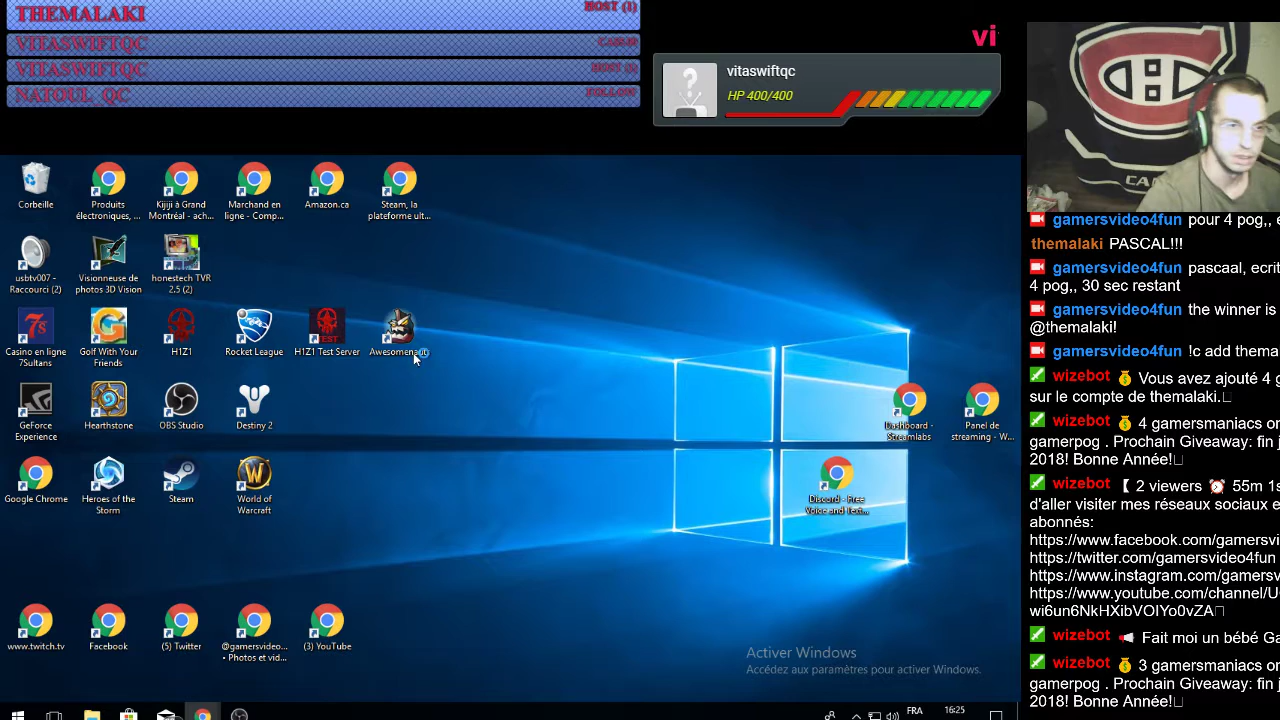 THEMALAKI HOST (1)
VITASWIFTQC
VITASWIFTQC HOST (1)
NATOUL QC FOLLOW
vi
vitaswiftqc
HP 400/400
Corbeille
Produits
électroniques, ...
Kijiji à Grand
Montréal - ach...
Marchand en
ligne - Comp...
Amazon.ca
Steam, la
plateforme ult...
usbtv007 -
Raccourci (2)
Visionneuse de
photos 3D Vision
honestech TVR
2.5 (2)
Casino en ligne
7Sultans
Golf With Your
Friends
H1Z1
Rocket League
H1Z1 Test Server
TEST
Awesomenauts
GeForce
Experience
Hearthstone
OBS Studio
Destiny 2
Dashboard -
Streamlabs
Panel de
streaming - W...
Google Chrome
Heroes of the
Storm
Steam
World of
Warcraft
Discord - Free
Voice and Text...
www.twitch.tv
Facebook
(5) Twitter
@gamersvideo...
• Photos et vid...
(3) YouTube
Activer Windows
Accédez aux paramètres pour activer Windows.
FRA
16:25
gamersvideo4fun pour 4 pog,, e
themalaki PASCAL!!!
gamersvideo4fun pascaal, ecrit
4 pog,, 30 sec restant
gamersvideo4fun the winner is
@themalaki!
gamersvideo4fun !c add thema
wizebot Vous avez ajouté 4 g
sur le compte de themalaki.
wizebot 4 gamersmaniacs on
gamerpog . Prochain Giveaway: fin j
2018! Bonne Année!
wizebot 【 2 viewers ⏰ 55m 1s
d'aller visiter mes réseaux sociaux e
abonnés:
https://www.facebook.com/gamersvi
https://twitter.com/gamersvideo4fun
https://www.instagram.com/gamersv
https://www.youtube.com/channel/U
wi6un6NkHXibVOIYo0vZA
wizebot Fait moi un bébé Ga
wizebot 3 gamersmaniacs on
gamerpog . Prochain Giveaway: fin j
2018! Bonne Année!